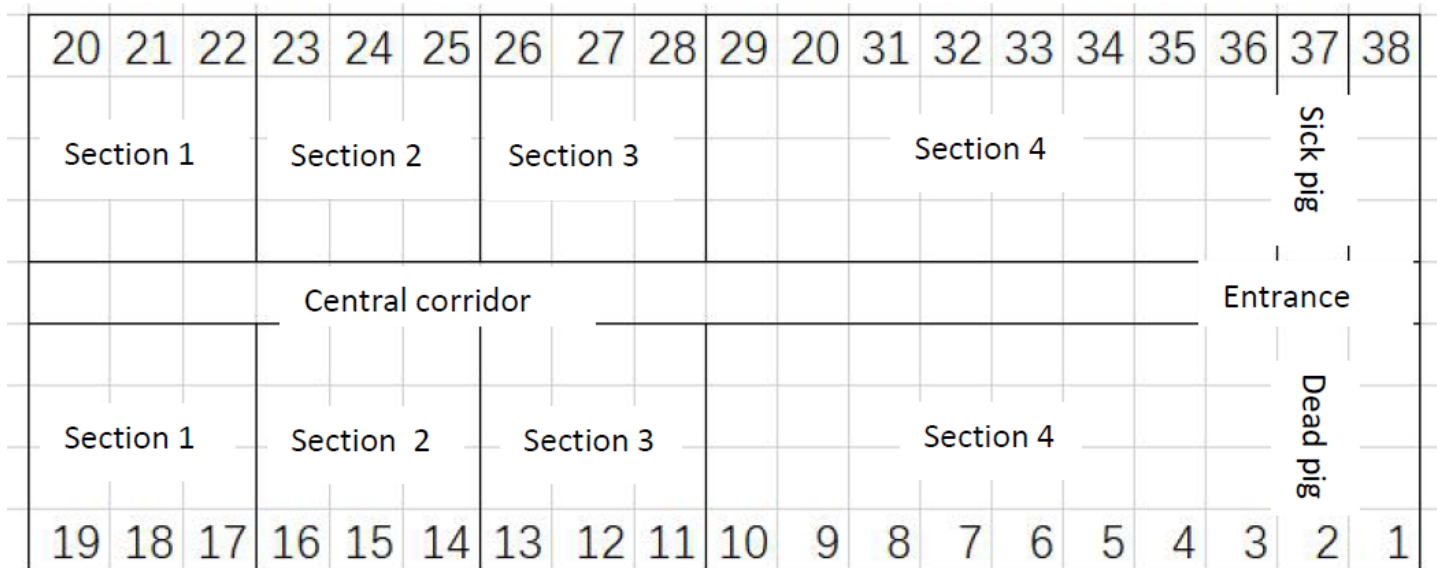 20 21 22 23 24 25 26 27 28 29 20 31 32 33 34 35 36 37 38
Section 1 Section 2 Section 3 Section 4 Sick pig
Central corridor Entrance
Section 1 Section 2 Section 3 Section 4 Dead pig
19 18 17 16 15 14 13 12 11 10 9 8 7 6 5 4 3 2 1